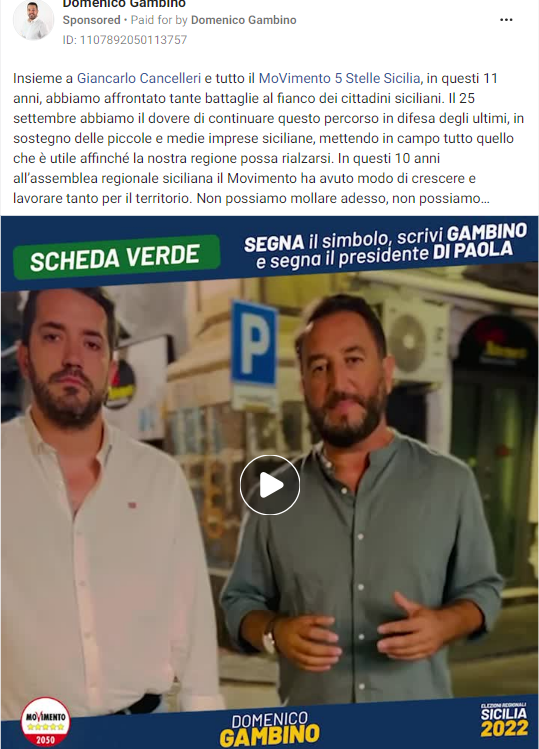 Domenico Gambino
Sponsored • Paid for by Domenico Gambino
ID: 1107892050113757
Insieme a Giancarlo Cancelleri e tutto il MoVimento 5 Stelle Sicilia, in questi 11
anni, abbiamo affrontato tante battaglie al fianco dei cittadini siciliani. Il 25
settembre abbiamo il dovere di continuare questo percorso in difesa degli ultimi, in
sostegno delle piccole e medie imprese siciliane, mettendo in campo tutto quello
che è utile affinché la nostra regione possa rialzarsi. In questi 10 anni
all'assemblea regionale siciliana il Movimento ha avuto modo di crescere e
lavorare tanto per il territorio. Non possiamo mollare adesso, non possiamo...
SCHEDA VERDE
SEGNA il simbolo, scrivi GAMBINO
e segna il presidente DI PAOLA
P
MOVIMENTO
2050
DOMENICO
GAMBINO
ELEZIONI REGIONALI
SICILIA
2022